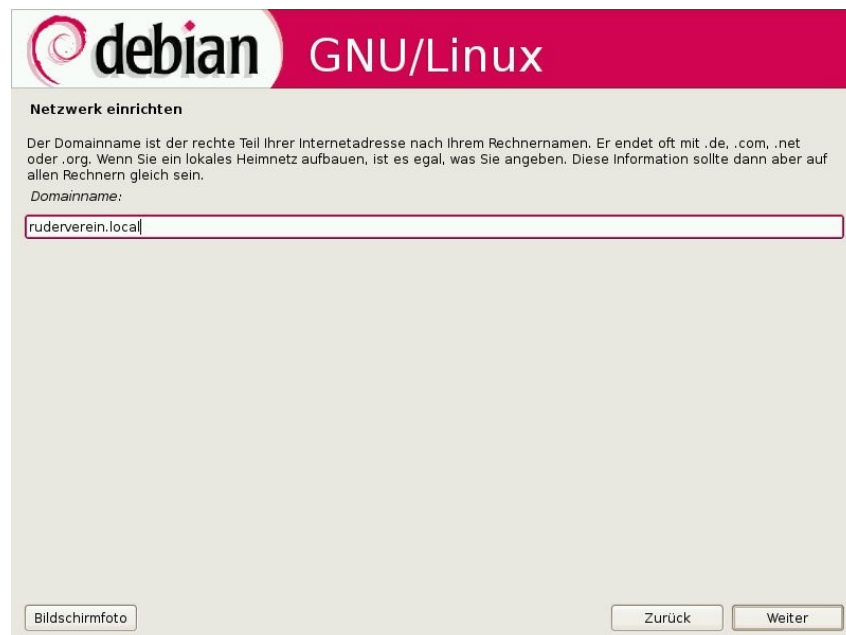 debian GNU/Linux
Netzwerk einrichten
Der Domainname ist der rechte Teil Ihrer Internetadresse nach Ihrem Rechnernamen. Er endet oft mit .de, .com, .net
oder .org. Wenn Sie ein lokales Heimnetz aufbauen, ist es egal, was Sie angeben. Diese Information sollte dann aber auf
allen Rechnern gleich sein.
Domainname:
ruderverein.local
Bildschirmfoto Zurück Weiter